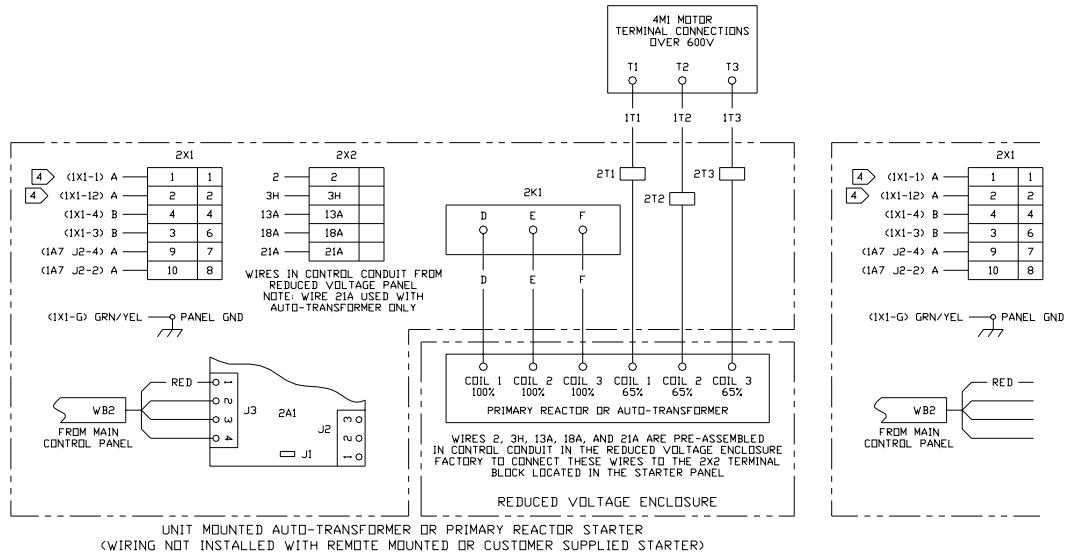 4M1 MOTOR
TERMINAL CONNECTIONS
OVER 600V
T1 T2 T3
1T1 1T2 1T3
2X1
4 (1X1-1) A 1 1
4 (1X1-12) A 2 2
(1X1-4) B 4 4
(1X1-3) B 3 6
(1A7 J2-4) A 9 7
(1A7 J2-2) A 10 8
(1X1-G) GRN/YEL PANEL GND
2X2
2 2
3H 3H
13A 13A
18A 18A
21A 21A
WIRES IN CONTROL CONDUIT FROM
REDUCED VOLTAGE PANEL
NOTE: WIRE 21A USED WITH
AUTO-TRANSFORMER ONLY
2K1
D E F
D E F
2T1
2T2
2T3
COIL 1 COIL 2 COIL 3 COIL 1 COIL 2 COIL 3
100% 100% 100% 65% 65% 65%
PRIMARY REACTOR OR AUTO-TRANSFORMER
WIRES 2, 3H, 13A, 18A, AND 21A ARE PRE-ASSEMBLED
IN CONTROL CONDUIT IN THE REDUCED VOLTAGE ENCLOSURE
FACTORY TO CONNECT THESE WIRES TO THE 2X2 TERMINAL
BLOCK LOCATED IN THE STARTER PANEL
REDUCED VOLTAGE ENCLOSURE
RED
WB2
FROM MAIN
CONTROL PANEL
1
2
3
4
J3
2A1
J1
J2
3
2
1
UNIT MOUNTED AUTO-TRANSFORMER OR PRIMARY REACTOR STARTER
(WIRING NOT INSTALLED WITH REMOTE MOUNTED OR CUSTOMER SUPPLIED STARTER)
2X1
4 (1X1-1) A 1 1
4 (1X1-12) A 2 2
(1X1-4) B 4 4
(1X1-3) B 3 6
(1A7 J2-4) A 9 7
(1A7 J2-2) A 10 8
(1X1-G) GRN/YEL PANEL GND
RED
WB2
FROM MAIN
CONTROL PANEL